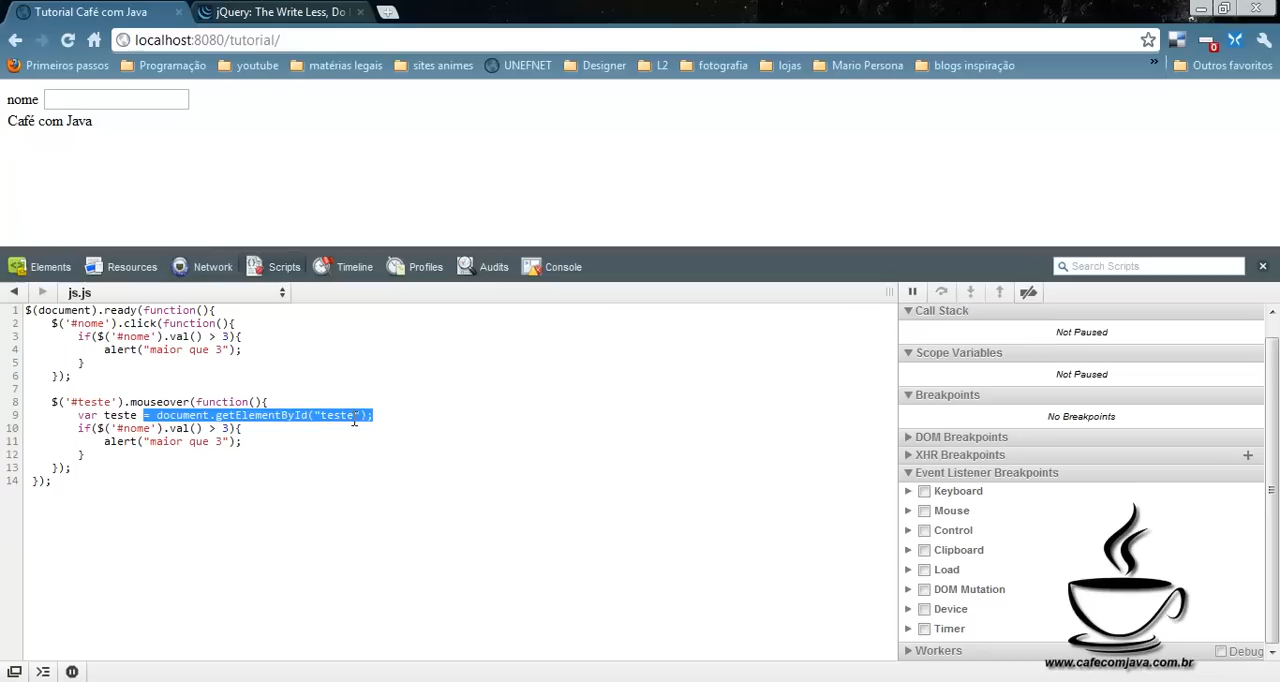 Tutorial Café com Java
jQuery: The Write Less, Do
localhost:8080/tutorial/
0
Primeiros passos Programação youtube matérias legais sites animes UNEFNET Designer L2 fotografia lojas Mario Persona blogs inspiração » Outros favoritos
nome
Café com Java
Elements Resources Network Scripts Timeline Profiles Audits Console Search Scripts
js.js
1 $(document).ready(function(){
2 $('#nome').click(function(){
3 if($('#nome').val() > 3){
4 alert("maior que 3");
5 }
6 });
7
8 $('#teste').mouseover(function(){
9 var teste = document.getElementById("teste");
10 if($('#nome').val() > 3){
11 alert("maior que 3");
12 }
13 });
14 });
Call Stack
Not Paused
Scope Variables
Not Paused
Breakpoints
No Breakpoints
DOM Breakpoints
XHR Breakpoints +
Event Listener Breakpoints
Keyboard
Mouse
Control
Clipboard
Load
DOM Mutation
Device
Timer
Workers Debug
www.cafecomjava.com.br